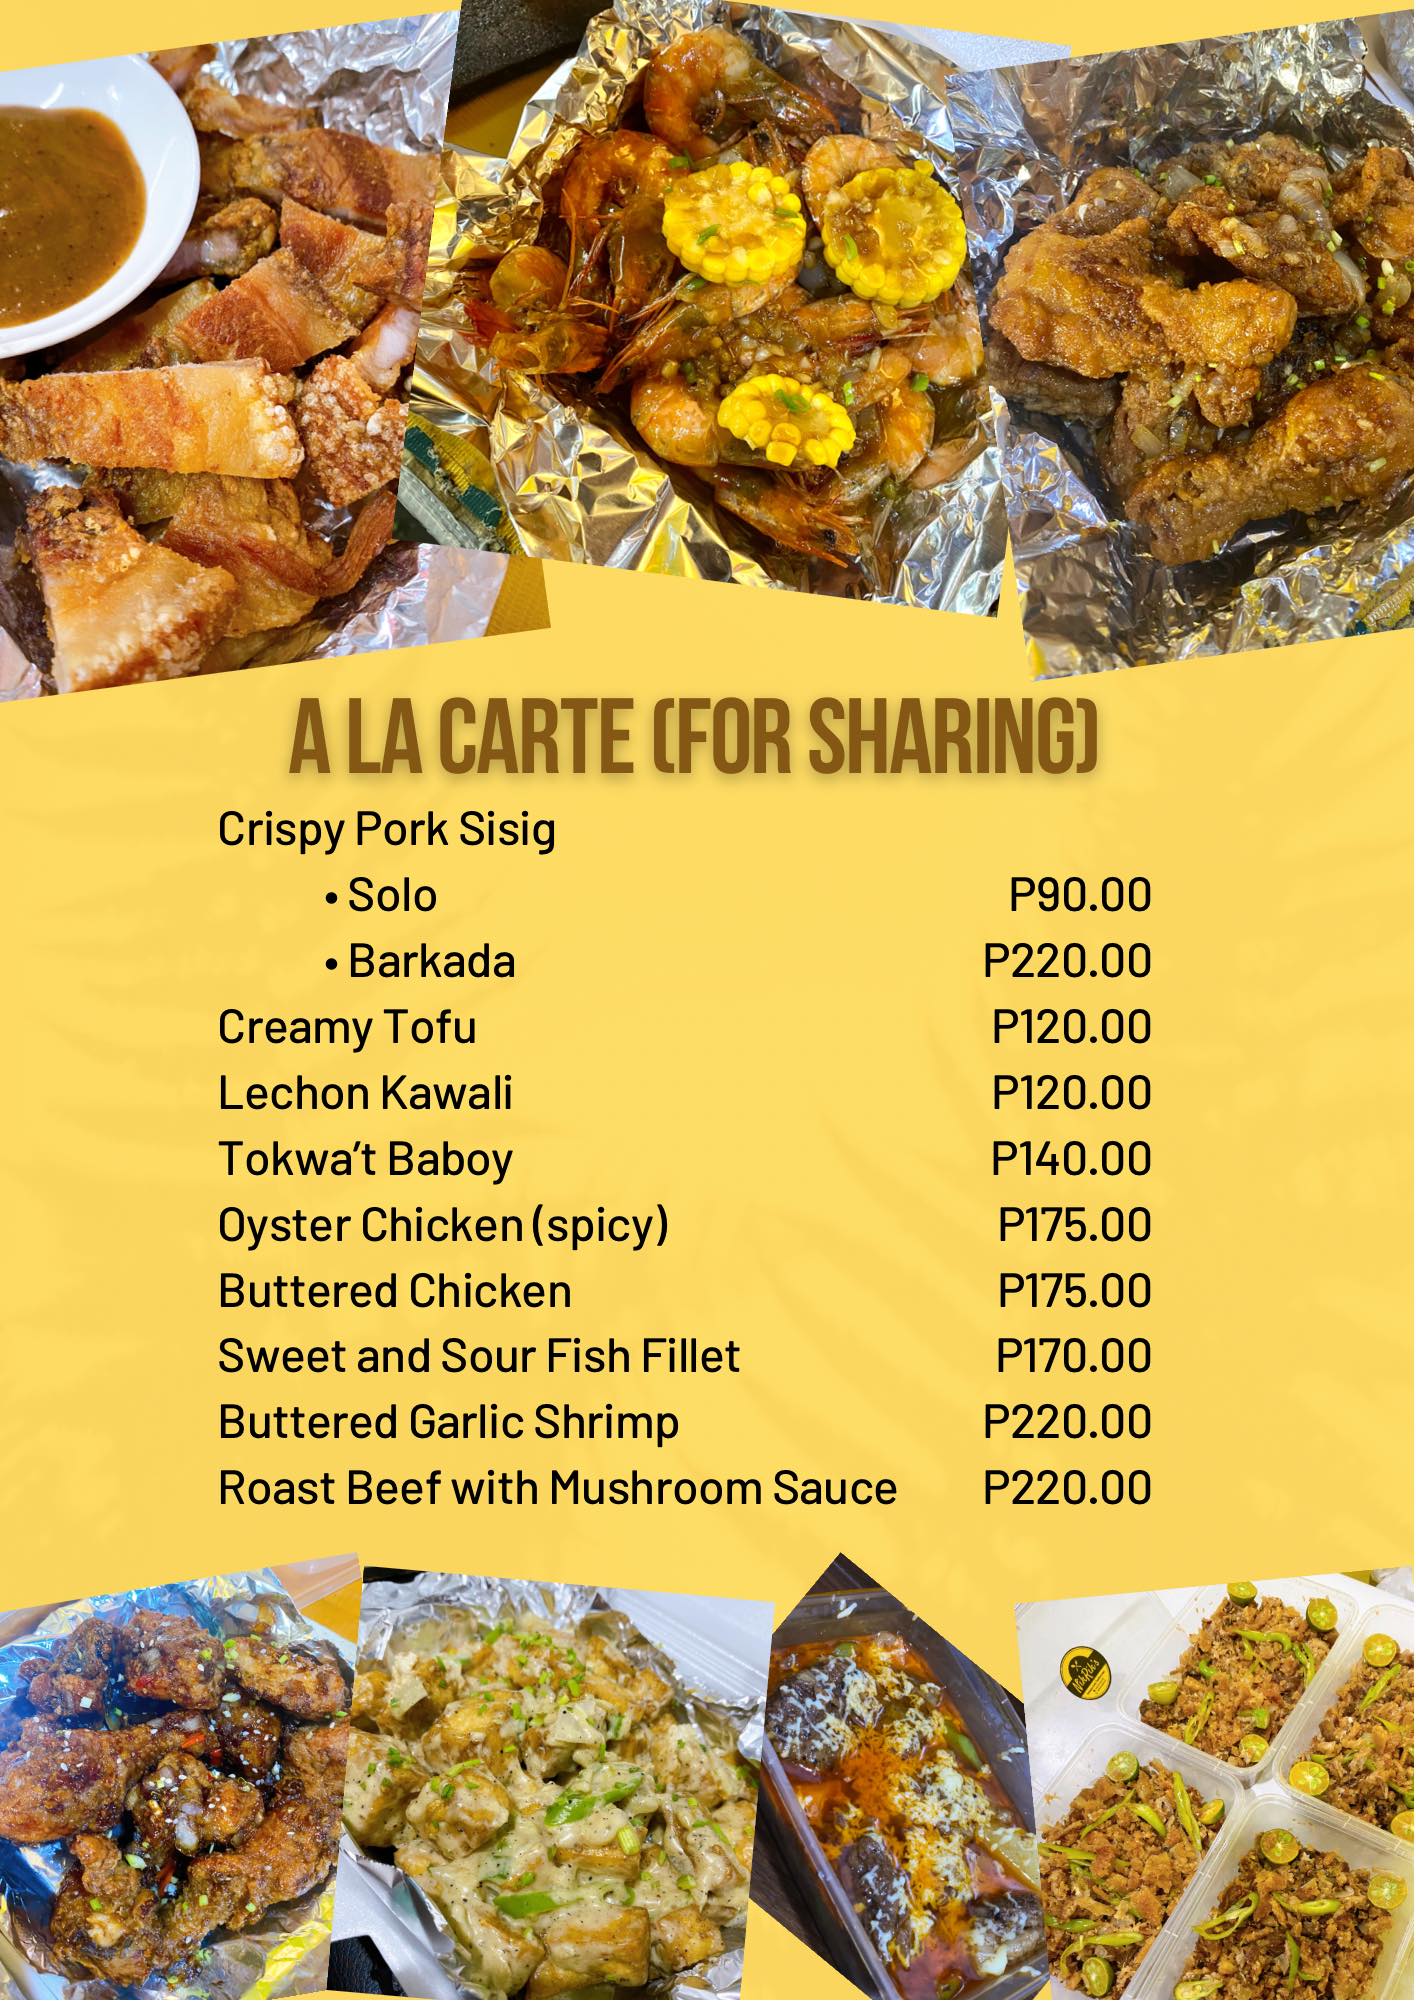 A LA CARTE (FOR SHARING)
Crispy Pork Sisig
• Solo P90.00
• Barkada P220.00
Creamy Tofu P120.00
Lechon Kawali P120.00
Tokwa't Baboy P140.00
Oyster Chicken (spicy) P175.00
Buttered Chicken P175.00
Sweet and Sour Fish Fillet P170.00
Buttered Garlic Shrimp P220.00
Roast Beef with Mushroom Sauce P220.00